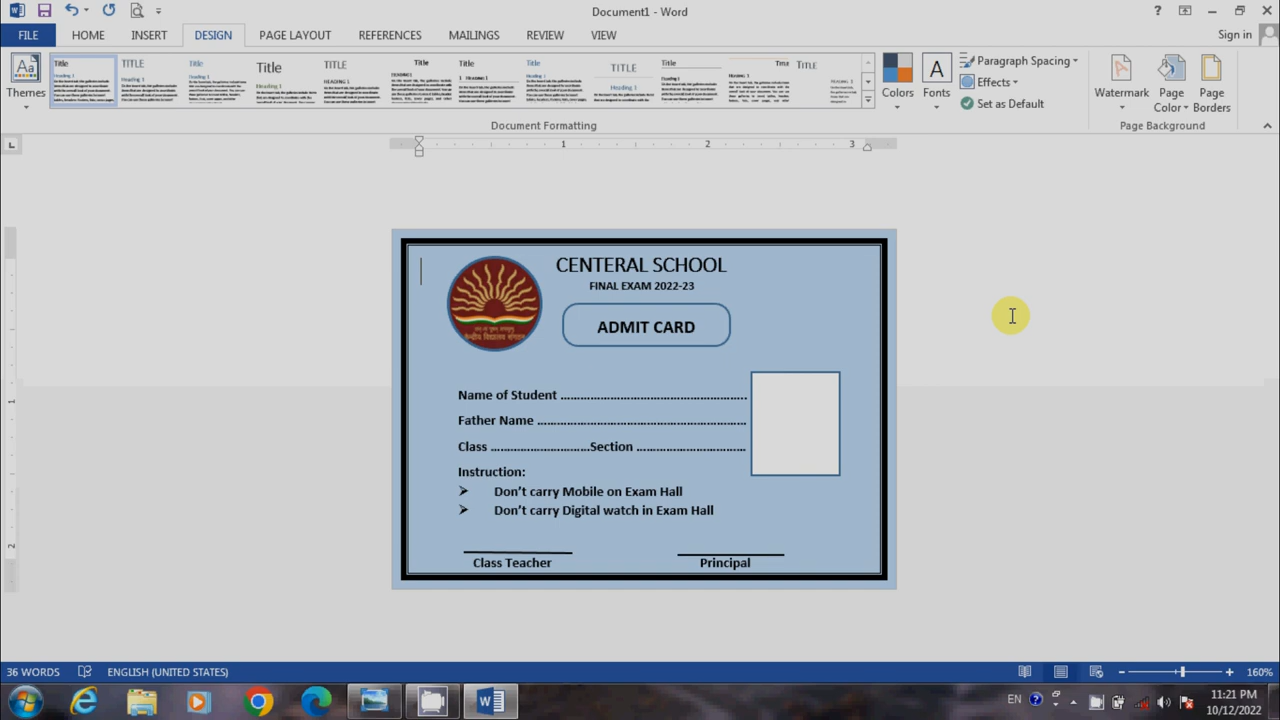 Document1 - Word
FILE HOME INSERT DESIGN PAGE LAYOUT REFERENCES MAILINGS REVIEW VIEW Sign in
Themes
Colors
Fonts
Paragraph Spacing
Effects
Set as Default
Watermark
Page Color
Page Borders
Document Formatting
Page Background
1 2 3
CENTERAL SCHOOL
FINAL EXAM 2022-23
ADMIT CARD
Name of Student ........................................................
Father Name ...............................................................
Class ..............................Section .................................
Instruction:
Don't carry Mobile on Exam Hall
Don't carry Digital watch in Exam Hall
Class Teacher Principal
36 WORDS ENGLISH (UNITED STATES) 160%
EN 11:21 PM
10/12/2022